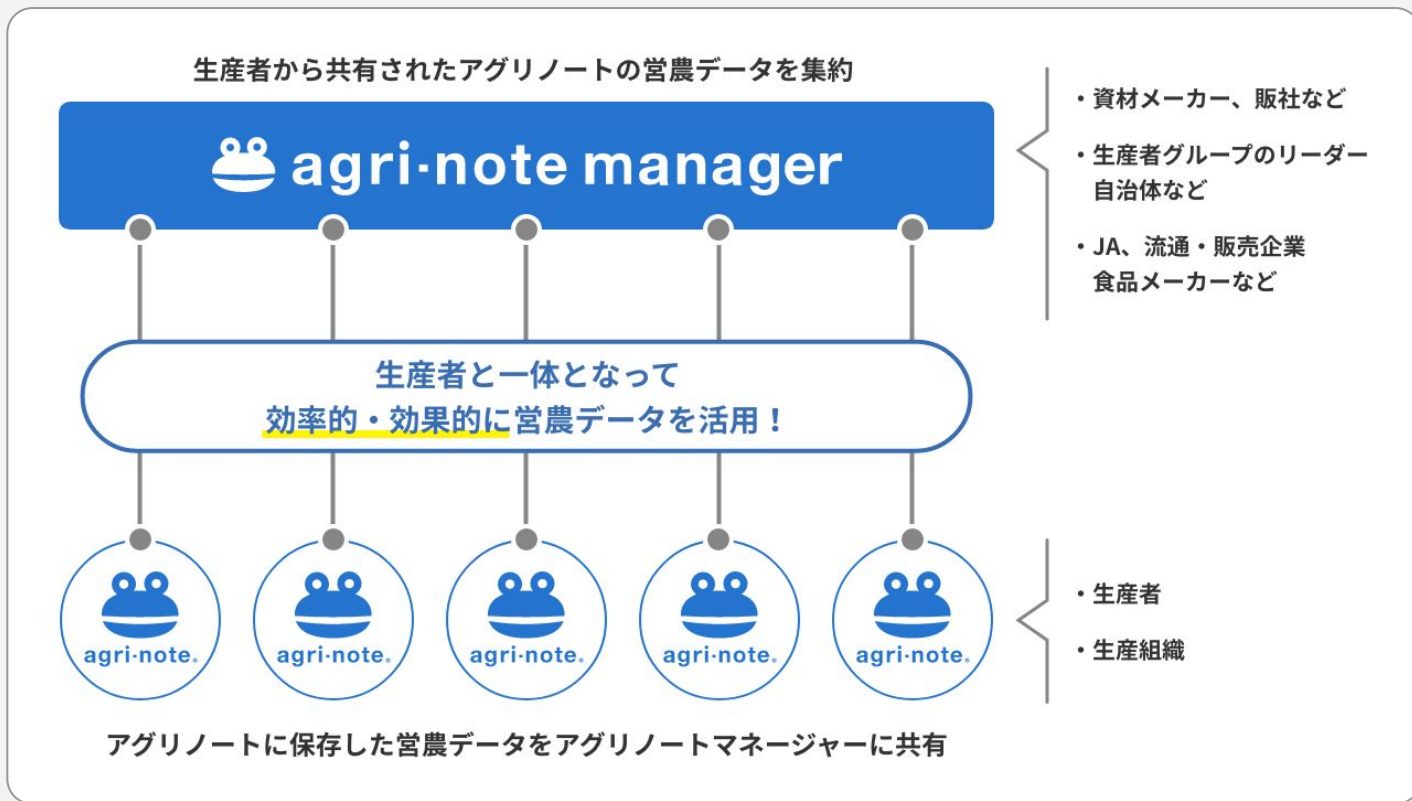 生産者から共有されたアグリノートの営農データを集約
agri·note manager
・資材メーカー、販社など
・生産者グループのリーダー
自治体など
・JA、流通・販売企業
食品メーカーなど
生産者と一体となって
効率的・効果的に営農データを活用！
agri·note®
agri·note®
agri·note®
agri·note®
agri·note®
・生産者
・生産組織
アグリノートに保存した営農データをアグリノートマネージャーに共有